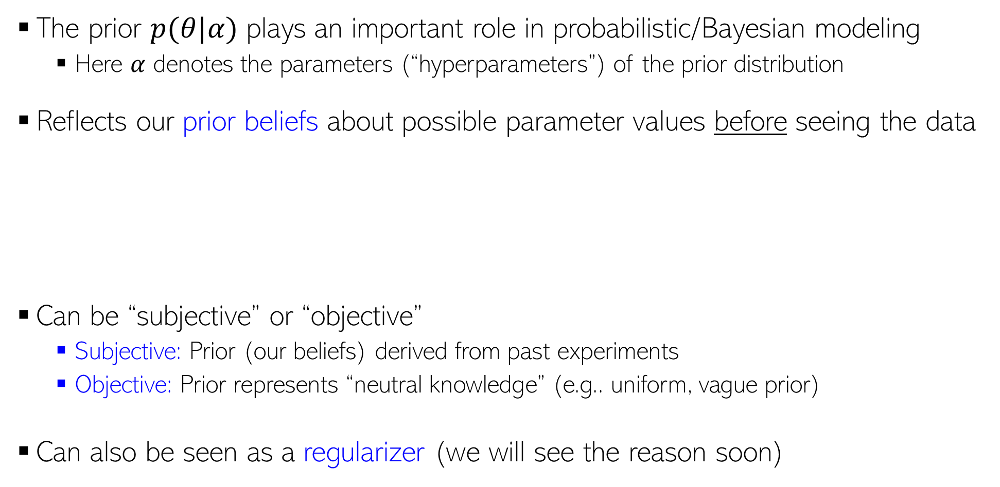 ▪ The prior p(θ|α) plays an important role in probabilistic/Bayesian modeling
▪ Here α denotes the parameters (“hyperparameters”) of the prior distribution
▪ Reflects our prior beliefs about possible parameter values before seeing the data
▪ Can be “subjective” or “objective”
▪ Subjective: Prior (our beliefs) derived from past experiments
▪ Objective: Prior represents “neutral knowledge” (e.g.. uniform, vague prior)
▪ Can also be seen as a regularizer (we will see the reason soon)